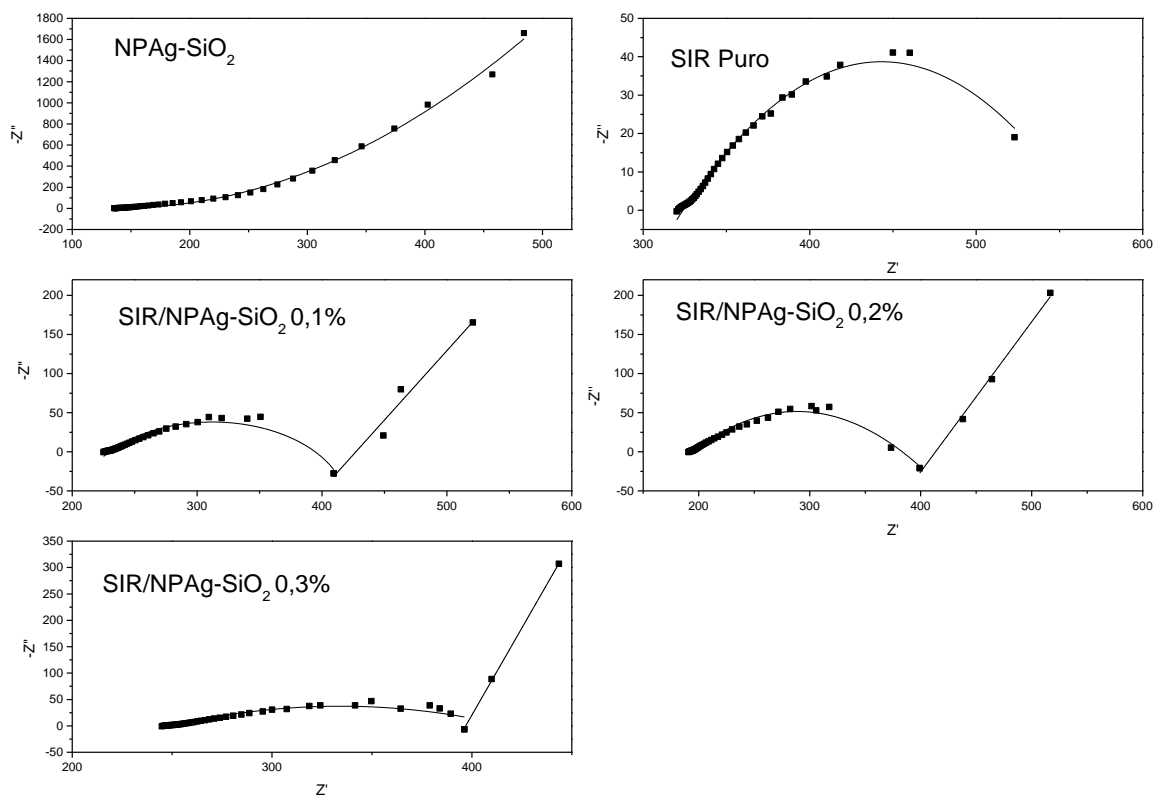 NPAg-SiO2
-Z''
1800
1600
1400
1200
1000
800
600
400
200
0
-200
100 200 300 400 500
SIR Puro
-Z''
50
40
30
20
10
0
300 400 500 600
Z'
SIR/NPAg-SiO2 0,1%
-Z''
200
150
100
50
0
-50
200 300 400 500 600
SIR/NPAg-SiO2 0,2%
-Z''
200
150
100
50
0
-50
200 300 400 500 600
Z'
SIR/NPAg-SiO2 0,3%
-Z''
350
300
250
200
150
100
50
0
-50
200 300 400
Z'